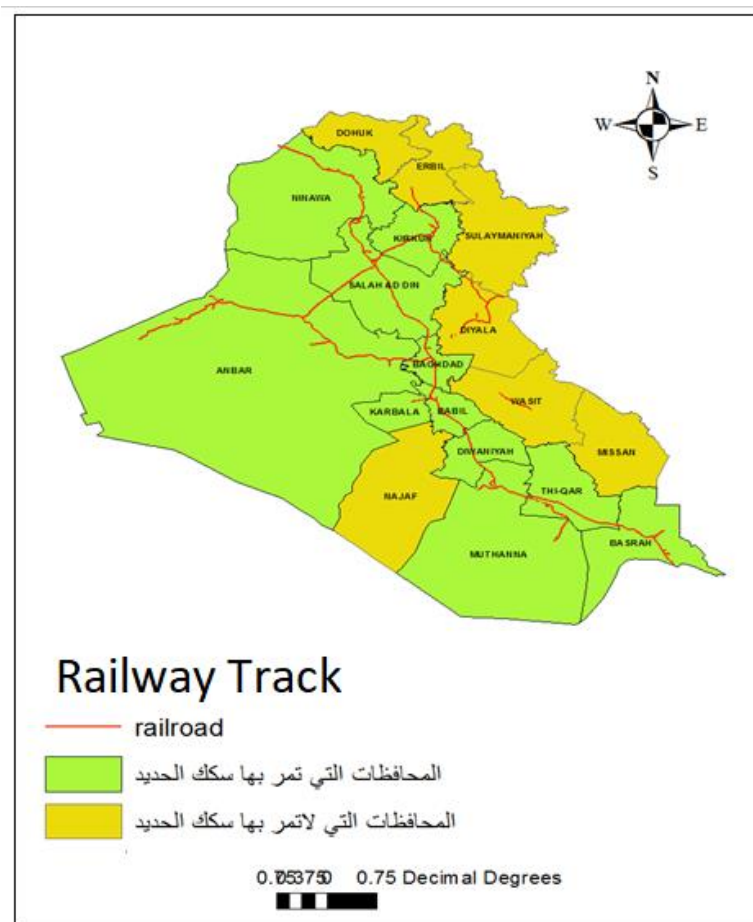 N
W E
S
DOHUK
ERBIL
NINAWA
KIRKUK
SULAYMANIYAH
SALAH AD DIN
DIYALA
BAGHDAD
ANBAR
WASIT
KARBALA
BABIL
MISSAN
DIYANIYAH
THI-QAR
NAJAF
BASRAH
MUTHANNA
Railway Track
railroad
المحافظات التي تمر بها سكك الحديد
المحافظات التي لاتمر بها سكك الحديد
0.75 Decimal Degrees